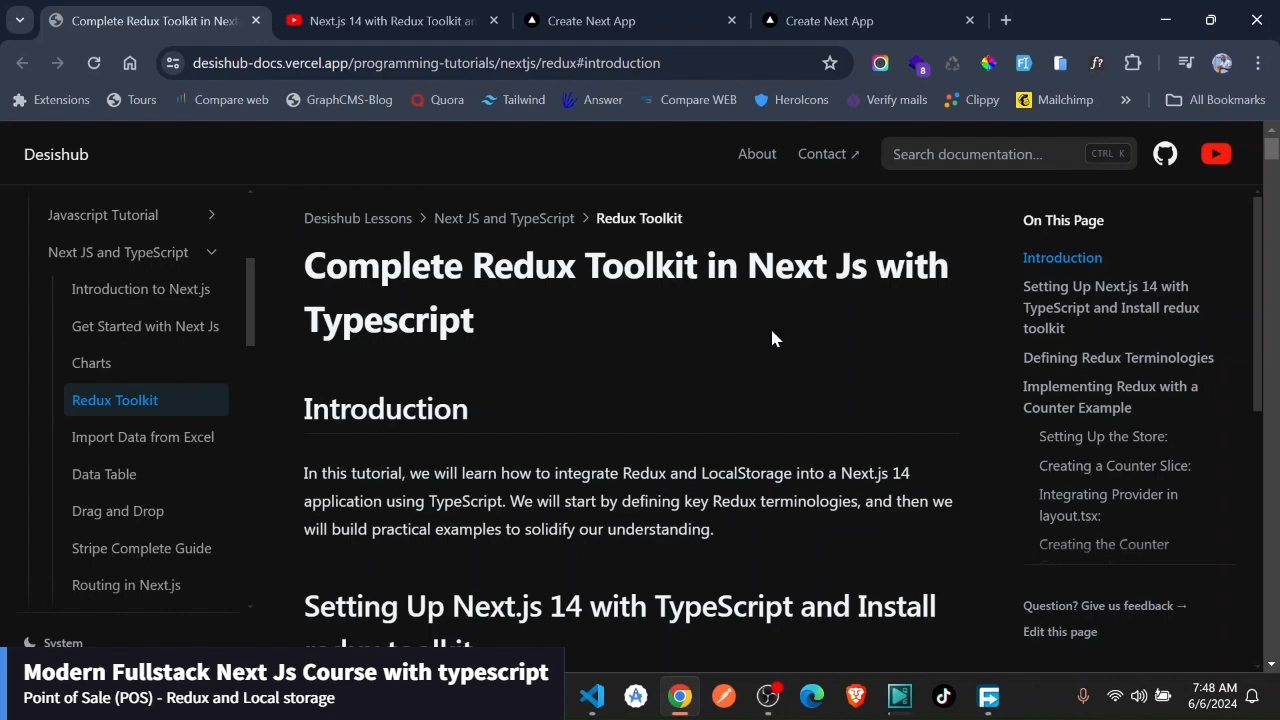 Complete Redux Toolkit in Next
Next.js 14 with Redux Toolkit an
Create Next App
Create Next App
desishub-docs.vercel.app/programming-tutorials/nextjs/redux#introduction
8
Extensions
Tours
Compare web
GraphCMS-Blog
Quora
Tailwind
Answer
Compare WEB
HeroIcons
Verify mails
Clippy
Mailchimp
All Bookmarks
Desishub
About
Contact ↗
Search documentation...
CTRL K
Javascript Tutorial
Next JS and TypeScript
Introduction to Next.js
Get Started with Next Js
Charts
Redux Toolkit
Import Data from Excel
Data Table
Drag and Drop
Stripe Complete Guide
Routing in Next.js
System
Desishub Lessons > Next JS and TypeScript > Redux Toolkit
Complete Redux Toolkit in Next Js with
Typescript
Introduction
In this tutorial, we will learn how to integrate Redux and LocalStorage into a Next.js 14
application using TypeScript. We will start by defining key Redux terminologies, and then we
will build practical examples to solidify our understanding.
Setting Up Next.js 14 with TypeScript and Install
redux toolkit
On This Page
Introduction
Setting Up Next.js 14 with
TypeScript and Install redux
toolkit
Defining Redux Terminologies
Implementing Redux with a
Counter Example
Setting Up the Store:
Creating a Counter Slice:
Integrating Provider in
layout.tsx:
Creating the Counter
Question? Give us feedback →
Edit this page
Modern Fullstack Next Js Course with typescript
Point of Sale (POS) - Redux and Local storage
7:48 AM
6/6/2024